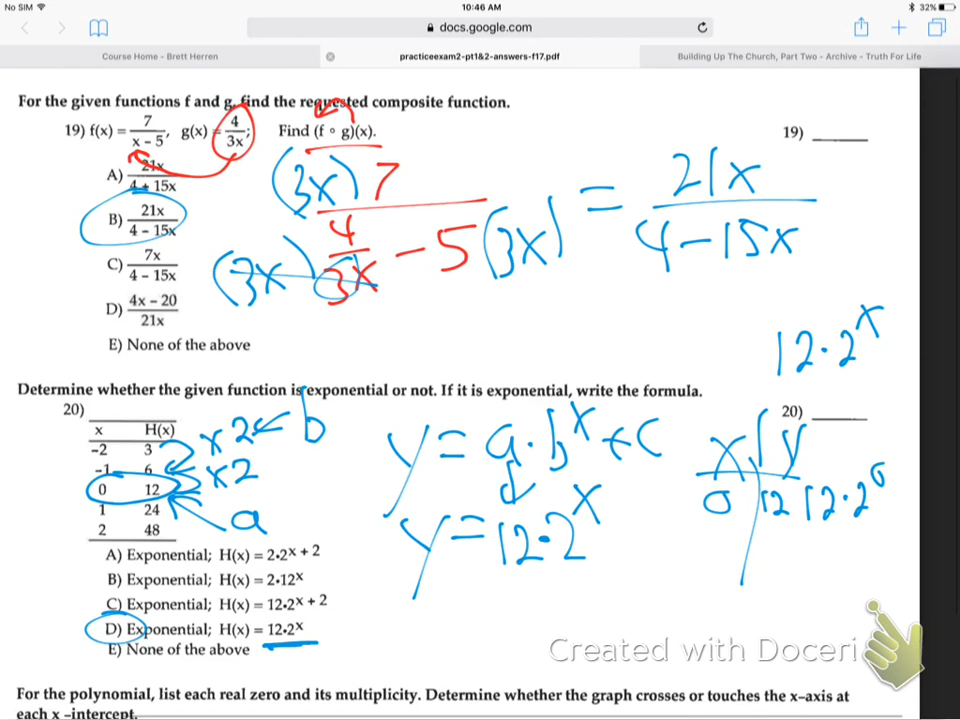 No SIM 10:46 AM 32%
docs.google.com
Course Home - Brett Herren practiceexam2-pt1&2-answers-f17.pdf Building Up The Church, Part Two - Archive - Truth For Life
For the given functions f and g, find the requested composite function.
19) f(x) = 7/(x - 5), g(x) = 4/(3x); Find (f ∘ g)(x). 19) ______
A) 21x/(4 + 15x)
B) 21x/(4 - 15x)
C) 7x/(4 - 15x)
D) (4x - 20)/21x
E) None of the above
(3x) 7
(3x) 4/3x - 5 (3x) = 21x/(4 - 15x)
12·2^x
Determine whether the given function is exponential or not. If it is exponential, write the formula.
20) 20) ______
x H(x)
-2 3
-1 6
0 12
1 24
2 48
x2 ← b
x2
a
y = a·b^x + c
y = 12·2^x
x y
0 12 12·2^0
A) Exponential; H(x) = 2·2^(x + 2)
B) Exponential; H(x) = 2·12^x
C) Exponential; H(x) = 12·2^(x + 2)
D) Exponential; H(x) = 12·2^x
E) None of the above
Created with Doceri
For the polynomial, list each real zero and its multiplicity. Determine whether the graph crosses or touches the x-axis at
each x -intercept.